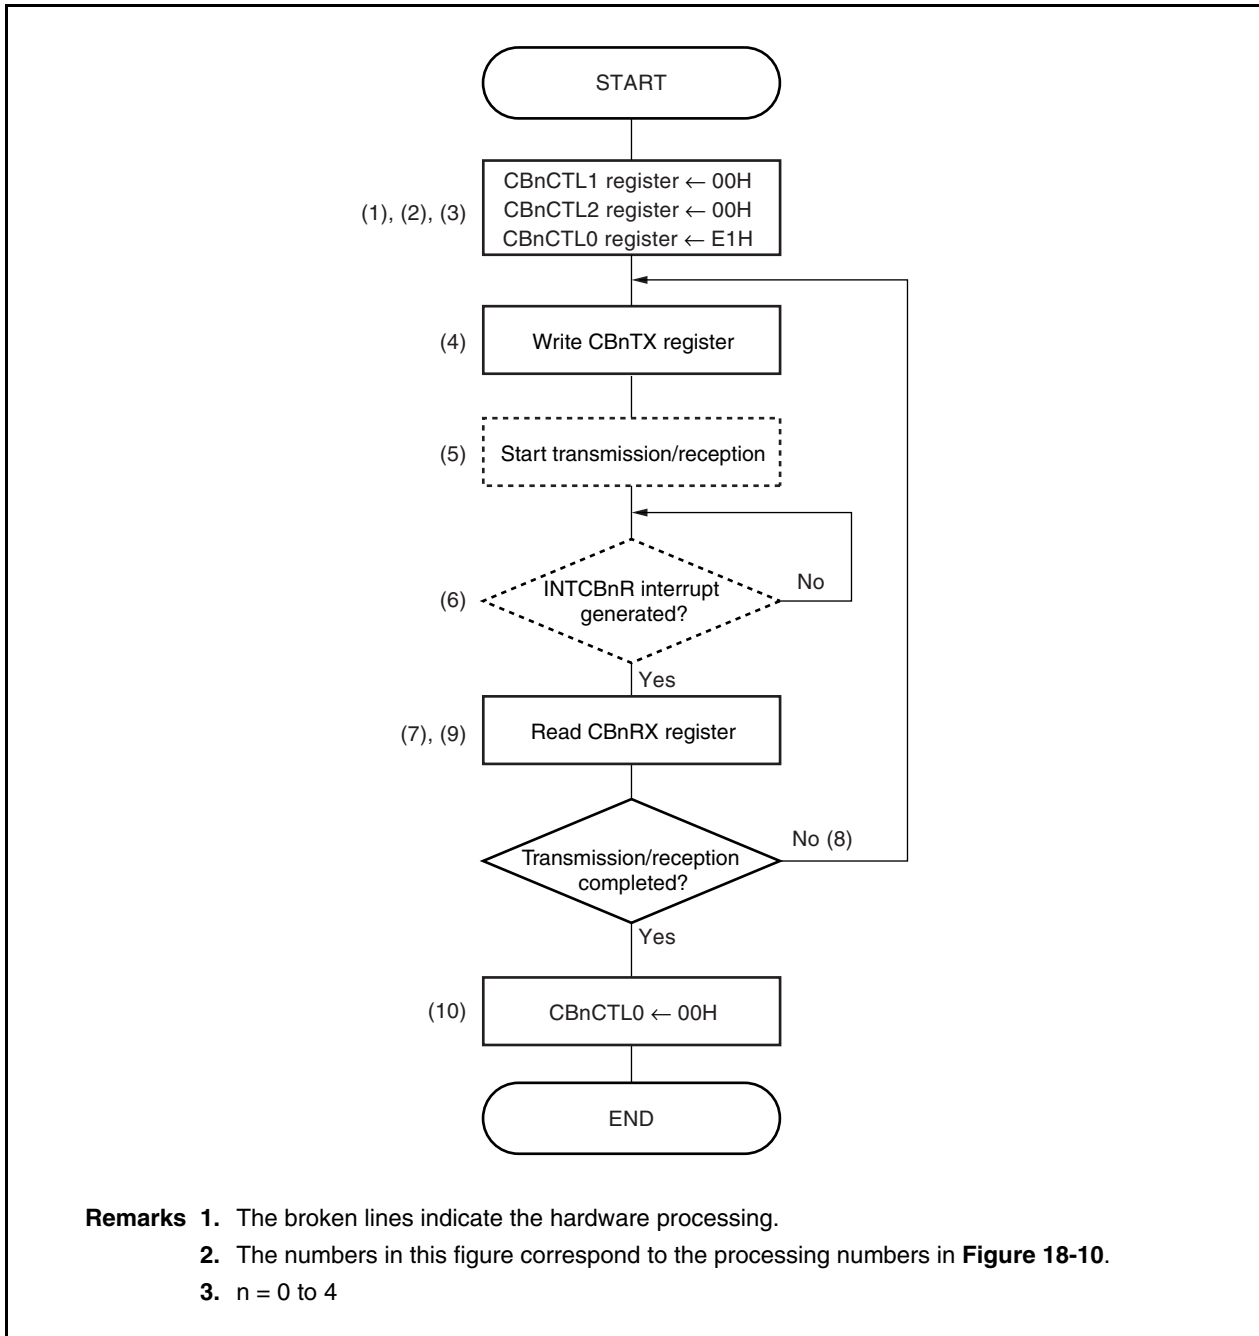 START
CBnCTL1 register ← 00H
CBnCTL2 register ← 00H
(1), (2), (3)
CBnCTL0 register ← E1H
(4) Write CBnTX register
(5) Start transmission/reception
INTCBnR interrupt
generated?
No
(6)
Yes
(7), (9) Read CBnRX register
No (8)
Transmission/reception
completed?
Yes
(10) CBnCTL0 ← 00H
END
Remarks 1. The broken lines indicate the hardware processing.
2. The numbers in this figure correspond to the processing numbers in Figure 18-10.
3. n = 0 to 4